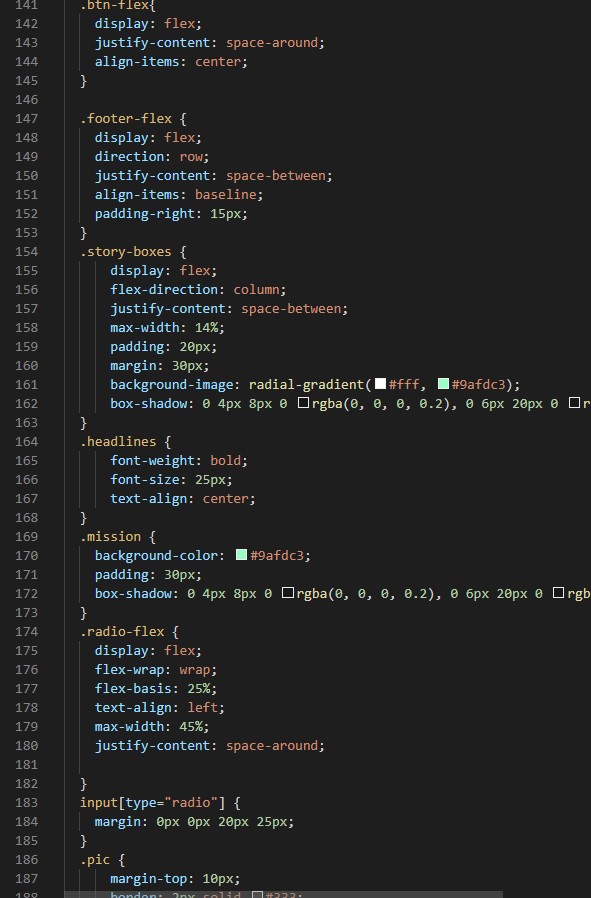 141 .btn-flex{
142 display: flex;
143 justify-content: space-around;
144 align-items: center;
145 }
146
147 .footer-flex {
148 display: flex;
149 direction: row;
150 justify-content: space-between;
151 align-items: baseline;
152 padding-right: 15px;
153 }
154 .story-boxes {
155 display: flex;
156 flex-direction: column;
157 justify-content: space-between;
158 max-width: 14%;
159 padding: 20px;
160 margin: 30px;
161 background-image: radial-gradient(#fff, #9afdc3);
162 box-shadow: 0 4px 8px 0 rgba(0, 0, 0, 0.2), 0 6px 20px 0 r
163 }
164 .headlines {
165 font-weight: bold;
166 font-size: 25px;
167 text-align: center;
168 }
169 .mission {
170 background-color: #9afdc3;
171 padding: 30px;
172 box-shadow: 0 4px 8px 0 rgba(0, 0, 0, 0.2), 0 6px 20px 0 rgb
173 }
174 .radio-flex {
175 display: flex;
176 flex-wrap: wrap;
177 flex-basis: 25%;
178 text-align: left;
179 max-width: 45%;
180 justify-content: space-around;
181
182 }
183 input[type="radio"] {
184 margin: 0px 0px 20px 25px;
185 }
186 .pic {
187 margin-top: 10px;
188 border: 2px solid #333;